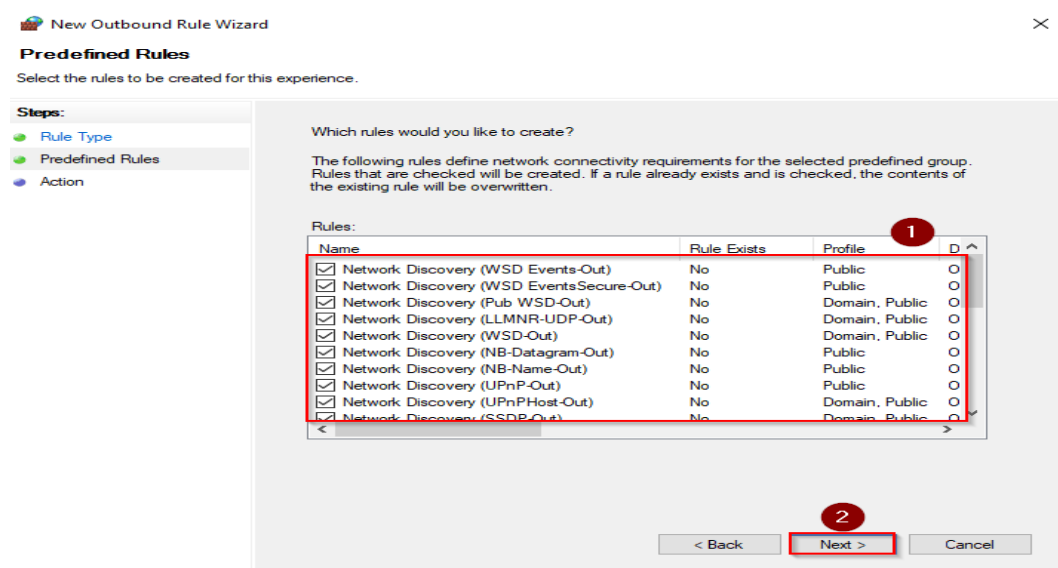 New Outbound Rule Wizard
Predefined Rules
Select the rules to be created for this experience.
Steps:
Rule Type
Predefined Rules
Action
Which rules would you like to create?
The following rules define network connectivity requirements for the selected predefined group.
Rules that are checked will be created. If a rule already exists and is checked, the contents of
the existing rule will be overwritten.
Rules:
1
Name Rule Exists Profile D
Network Discovery (WSD Events-Out) No Public O
Network Discovery (WSD EventsSecure-Out) No Public O
Network Discovery (Pub WSD-Out) No Domain, Public O
Network Discovery (LLMNR-UDP-Out) No Domain, Public O
Network Discovery (WSD-Out) No Domain, Public O
Network Discovery (NB-Datagram-Out) No Public O
Network Discovery (NB-Name-Out) No Public O
Network Discovery (UPnP-Out) No Public O
Network Discovery (UPnPHost-Out) No Domain, Public O
Network Discovery (SSDP-Out) No Domain, Public O
2
< Back Next > Cancel